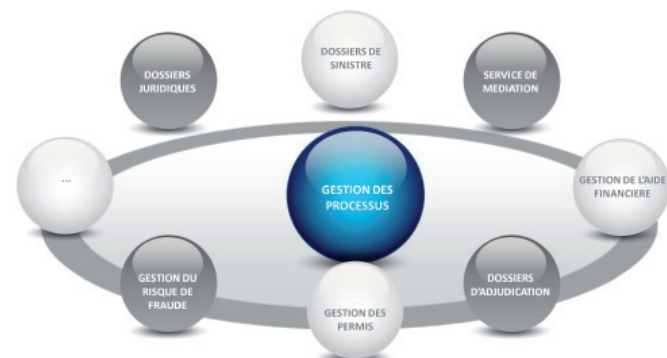 DOSSIERS DE
SINISTRE
DOSSIERS
JURIDIQUES
SERVICE DE
MEDIATION
...
GESTION DES
PROCESSUS
GESTION DE L'AIDE
FINANCIERE
GESTION DU
RISQUE DE
FRAUDE
DOSSIERS
D'ADJUDICATION
GESTION DES
PERMIS